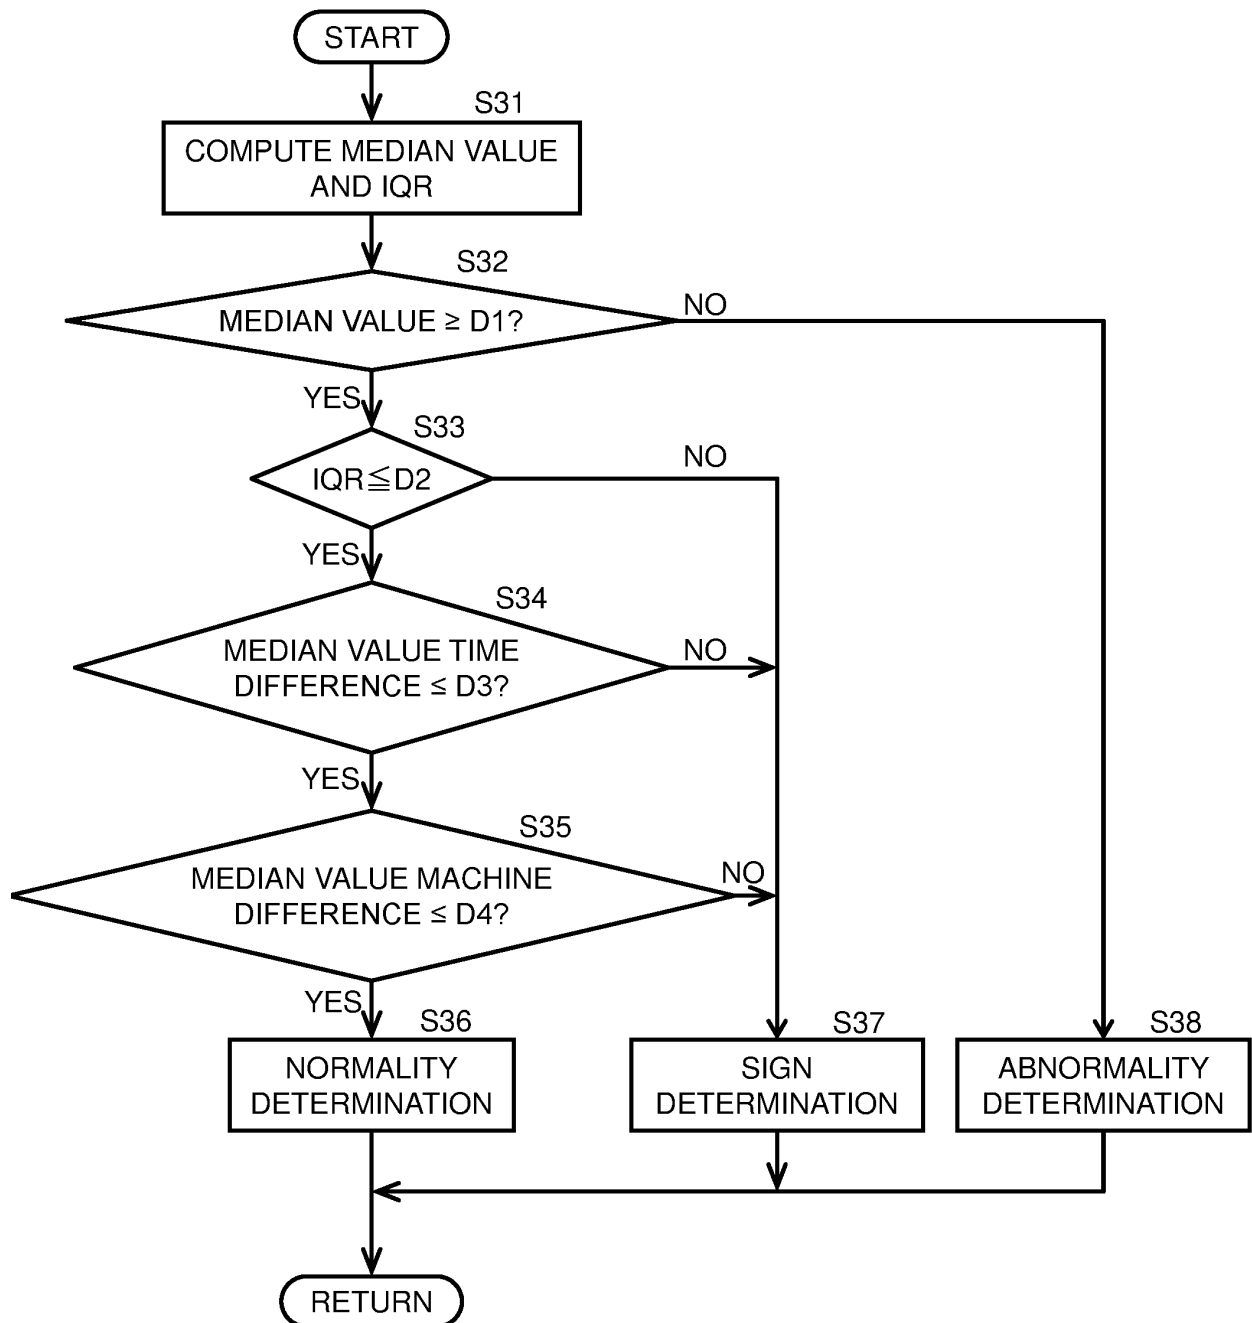 START
S31
COMPUTE MEDIAN VALUE
AND IQR
S32
MEDIAN VALUE ≥ D1?
NO
YES
S33
IQR≦D2
NO
YES
S34
MEDIAN VALUE TIME
DIFFERENCE ≤ D3?
NO
YES
S35
MEDIAN VALUE MACHINE
DIFFERENCE ≤ D4?
NO
YES
S36
NORMALITY
DETERMINATION
S37
SIGN
DETERMINATION
S38
ABNORMALITY
DETERMINATION
RETURN